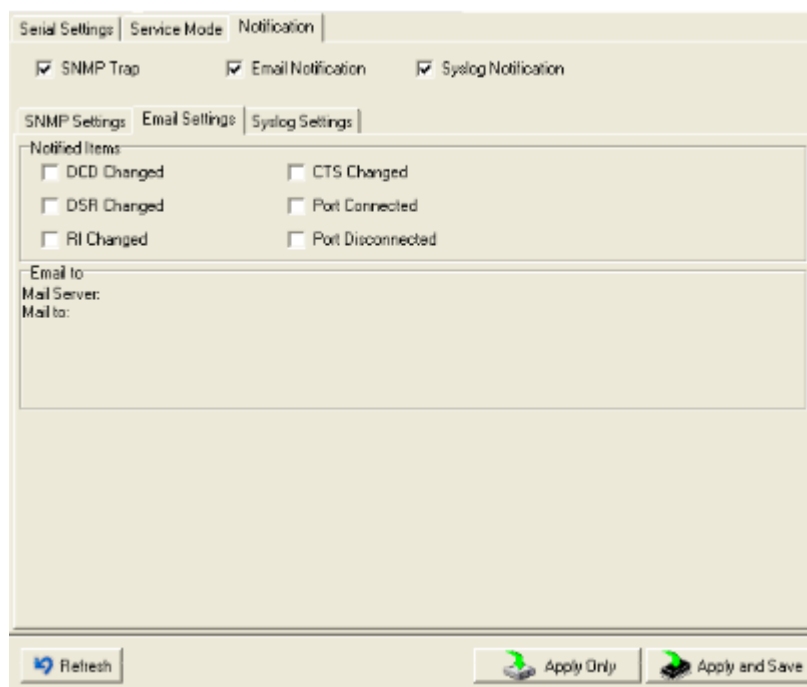 Serial Settings Service Mode Notification
SNMP Trap Email Notification Syslog Notification
SNMP Settings Email Settings Syslog Settings
Notified Items
DCD Changed CTS Changed
DSR Changed Port Connected
RI Changed Port Disconnected
Email to
Mail Server:
Mail to:
Refresh Apply Only Apply and Save